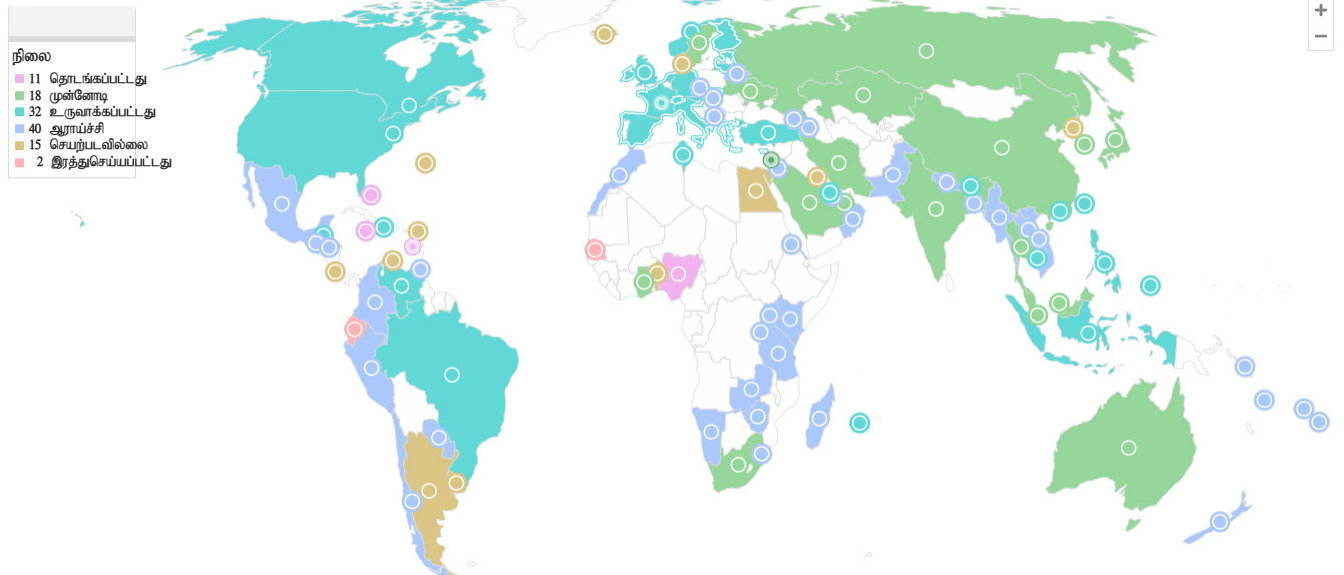 நிலை
11 தொடங்கப்பட்டது
18 முன்னோடி
32 உருவாக்கப்பட்டது
40 ஆராய்ச்சி
15 செயற்படவில்லை
2 இரத்துசெய்யப்பட்டது
+
−